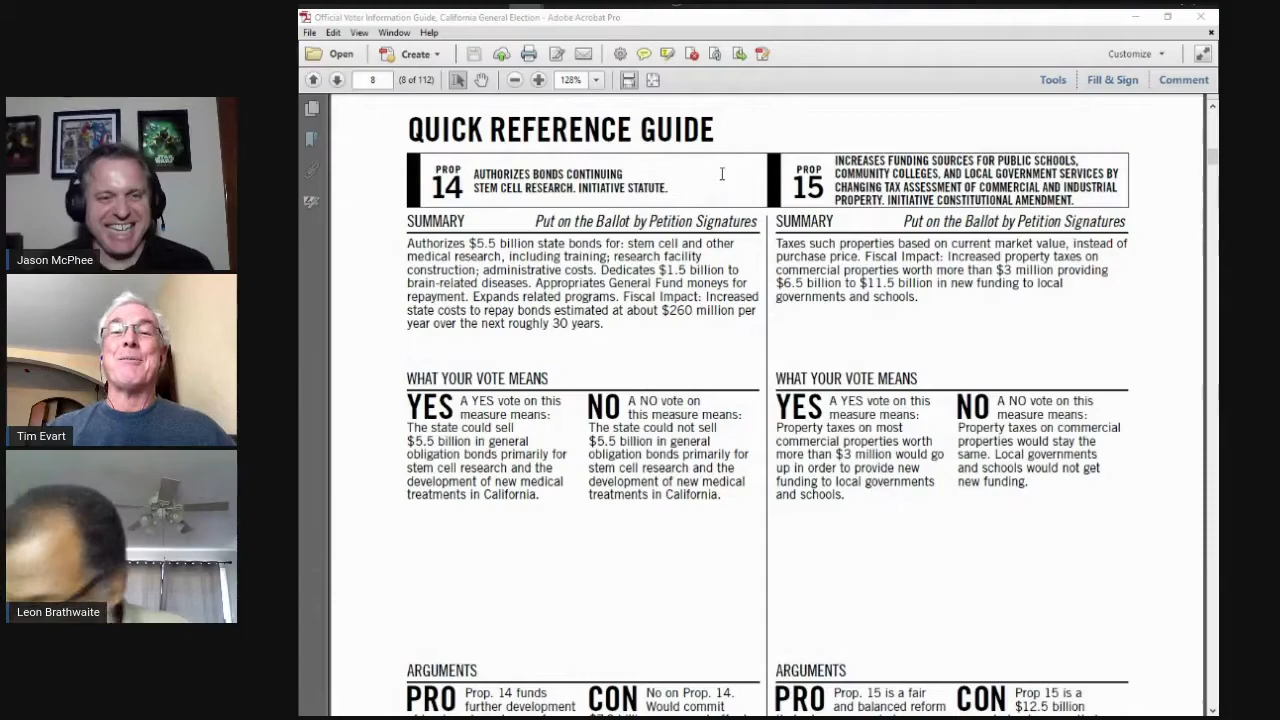 Official Voter Information Guide, California General Election - Adobe Acrobat Pro
File Edit View Window Help
Open Create Customize
8 (8 of 112) 128% Tools Fill & Sign Comment
Jason McPhee
Tim Evart
Leon Brathwaite
QUICK REFERENCE GUIDE
PROP
14
AUTHORIZES BONDS CONTINUING
STEM CELL RESEARCH. INITIATIVE STATUTE.
SUMMARY Put on the Ballot by Petition Signatures
Authorizes $5.5 billion state bonds for: stem cell and other
medical research, including training; research facility
construction; administrative costs. Dedicates $1.5 billion to
brain-related diseases. Appropriates General Fund moneys for
repayment. Expands related programs. Fiscal Impact: Increased
state costs to repay bonds estimated at about $260 million per
year over the next roughly 30 years.
WHAT YOUR VOTE MEANS
YES A YES vote on this
measure means:
The state could sell
$5.5 billion in general
obligation bonds primarily for
stem cell research and the
development of new medical
treatments in California.
NO A NO vote on
this measure means:
The state could not sell
$5.5 billion in general
obligation bonds primarily for
stem cell research and the
development of new medical
treatments in California.
ARGUMENTS
PRO Prop. 14 funds
further development
CON No on Prop. 14.
Would commit
PROP
15
INCREASES FUNDING SOURCES FOR PUBLIC SCHOOLS,
COMMUNITY COLLEGES, AND LOCAL GOVERNMENT SERVICES BY
CHANGING TAX ASSESSMENT OF COMMERCIAL AND INDUSTRIAL
PROPERTY. INITIATIVE CONSTITUTIONAL AMENDMENT.
SUMMARY Put on the Ballot by Petition Signatures
Taxes such properties based on current market value, instead of
purchase price. Fiscal Impact: Increased property taxes on
commercial properties worth more than $3 million providing
$6.5 billion to $11.5 billion in new funding to local
governments and schools.
WHAT YOUR VOTE MEANS
YES A YES vote on this
measure means:
Property taxes on most
commercial properties worth
more than $3 million would go
up in order to provide new
funding to local governments
and schools.
NO A NO vote on this
measure means:
Property taxes on commercial
properties would stay the
same. Local governments
and schools would not get
new funding.
ARGUMENTS
PRO Prop. 15 is a fair
and balanced reform
CON Prop 15 is a
$12.5 billion